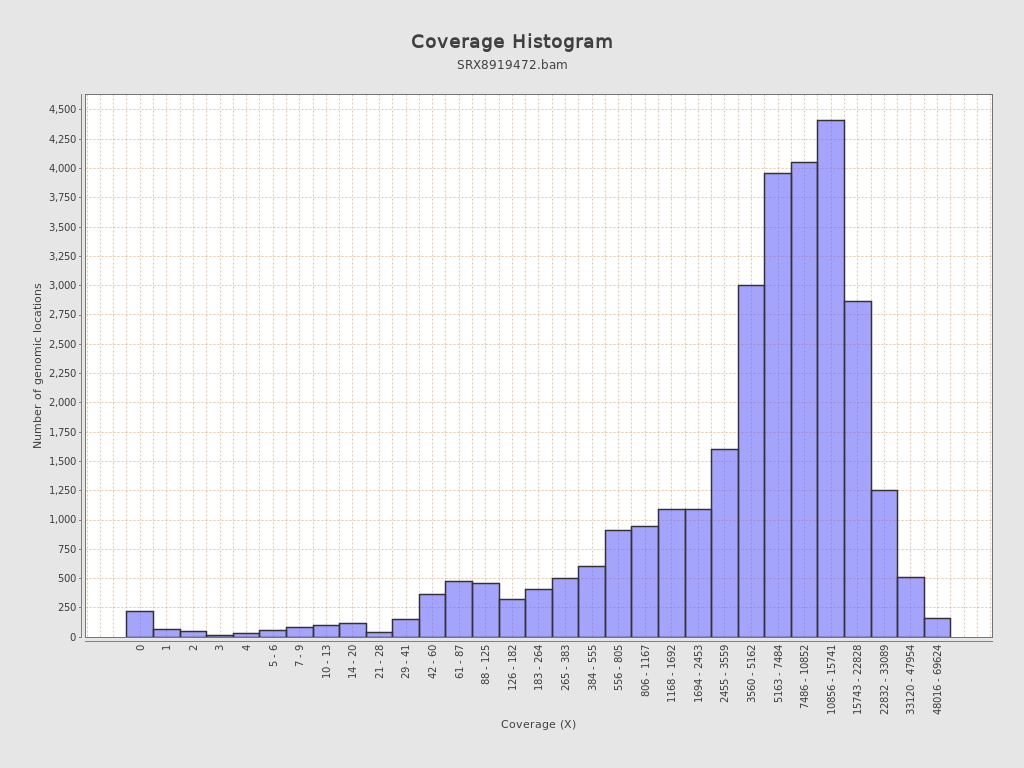 Coverage Histogram
SRX8919472.bam
Number of genomic locations
4,500
4,250
4,000
3,750
3,500
3,250
3,000
2,750
2,500
2,250
2,000
1,750
1,500
1,250
1,000
750
500
250
0
0
1
2
3
4
5 - 6
7 - 9
10 - 13
14 - 20
21 - 28
29 - 41
42 - 60
61 - 87
88 - 125
126 - 182
183 - 264
265 - 383
384 - 555
556 - 805
806 - 1167
1168 - 1692
1694 - 2453
2455 - 3559
3560 - 5162
5163 - 7484
7486 - 10852
10856 - 15741
15743 - 22828
22832 - 33089
33120 - 47954
48016 - 69624
Coverage (X)